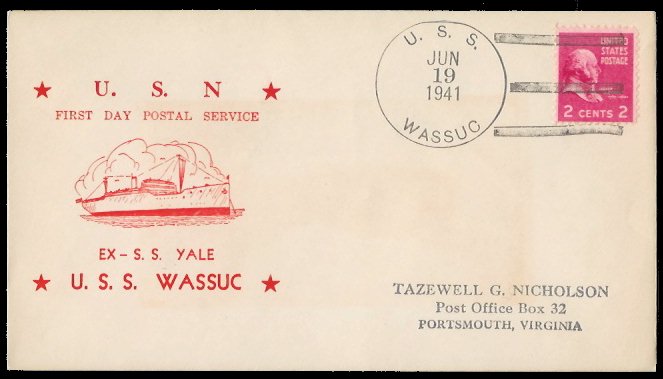 U. S. N
FIRST DAY POSTAL SERVICE
EX-S. S. YALE
U. S. S. WASSUC
U. S. S.
JUN
19
1941
WASSUC
UNITED
STATES
POSTAGE
2 CENTS 2
TAZEWELL G. NICHOLSON
Post Office Box 32
PORTSMOUTH, VIRGINIA